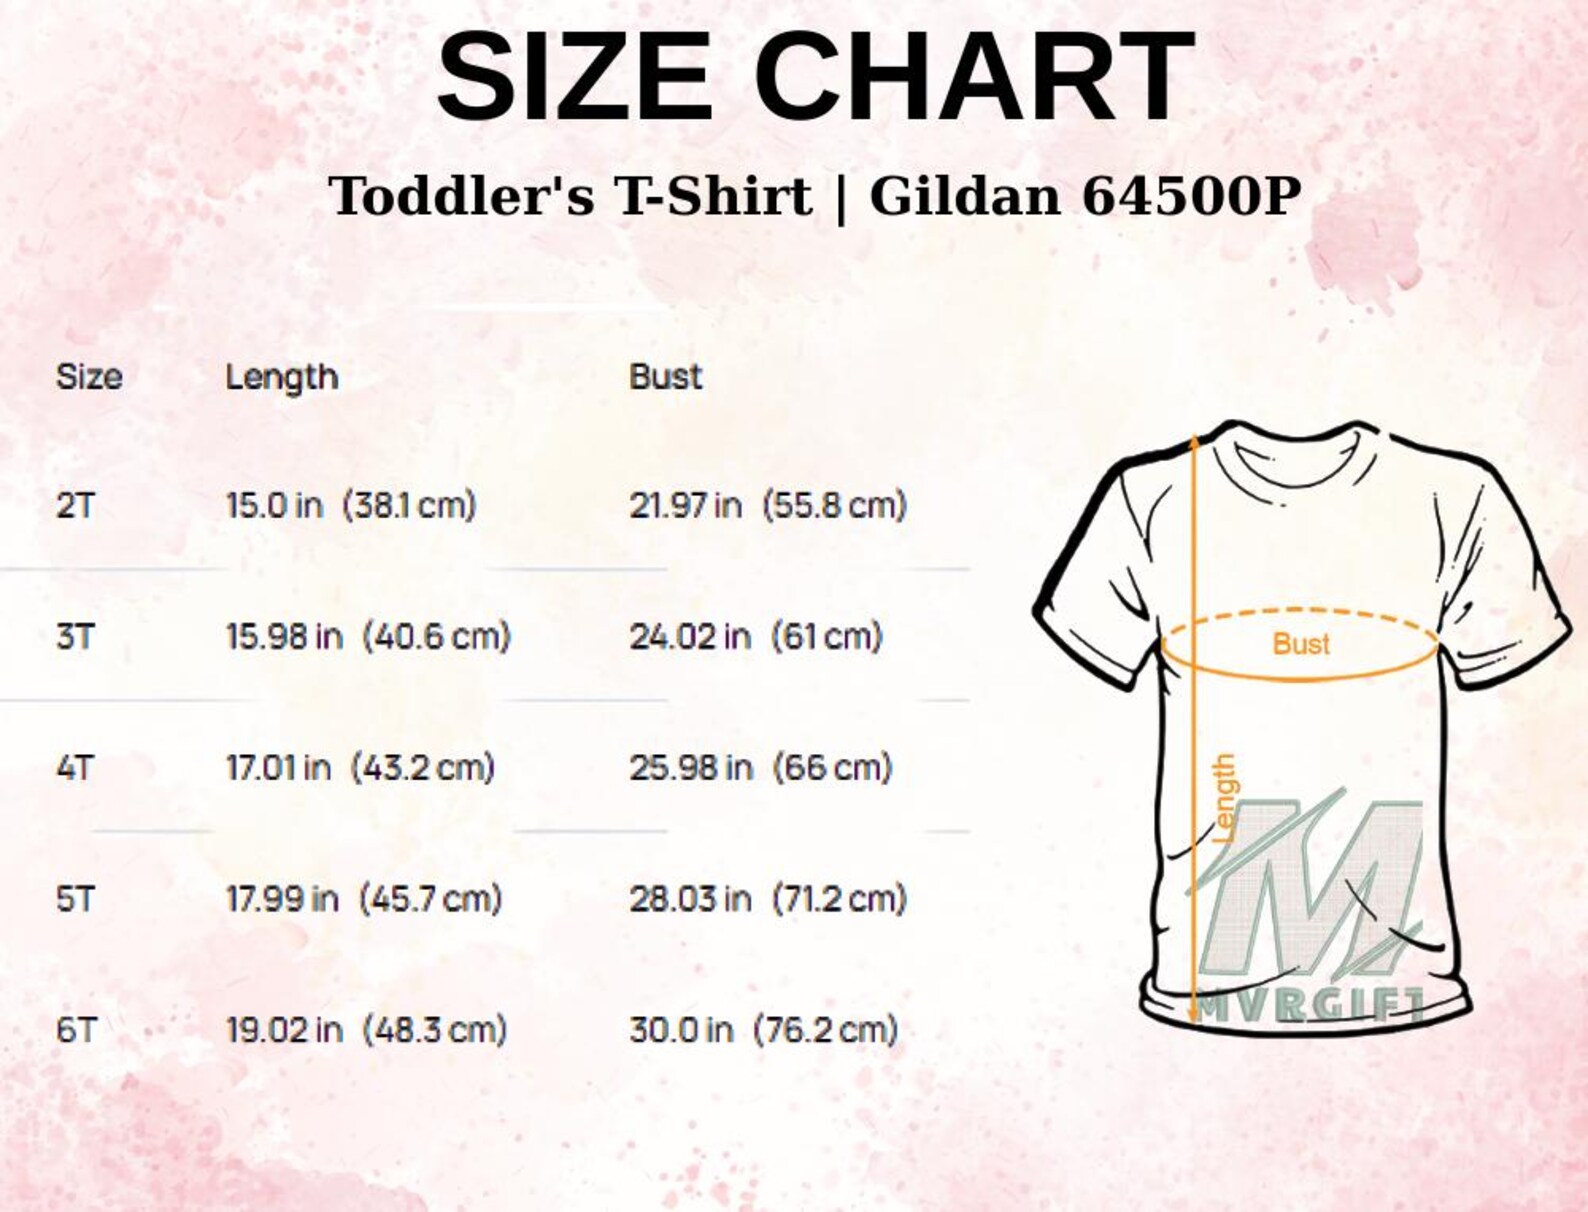 SIZE CHART
Toddler's T-Shirt | Gildan 64500P
Size Length Bust
2T 15.0 in (38.1 cm) 21.97 in (55.8 cm)
3T 15.98 in (40.6 cm) 24.02 in (61 cm)
4T 17.01 in (43.2 cm) 25.98 in (66 cm)
5T 17.99 in (45.7 cm) 28.03 in (71.2 cm)
6T 19.02 in (48.3 cm) 30.0 in (76.2 cm)
Bust
Length
M
MVRGIFT